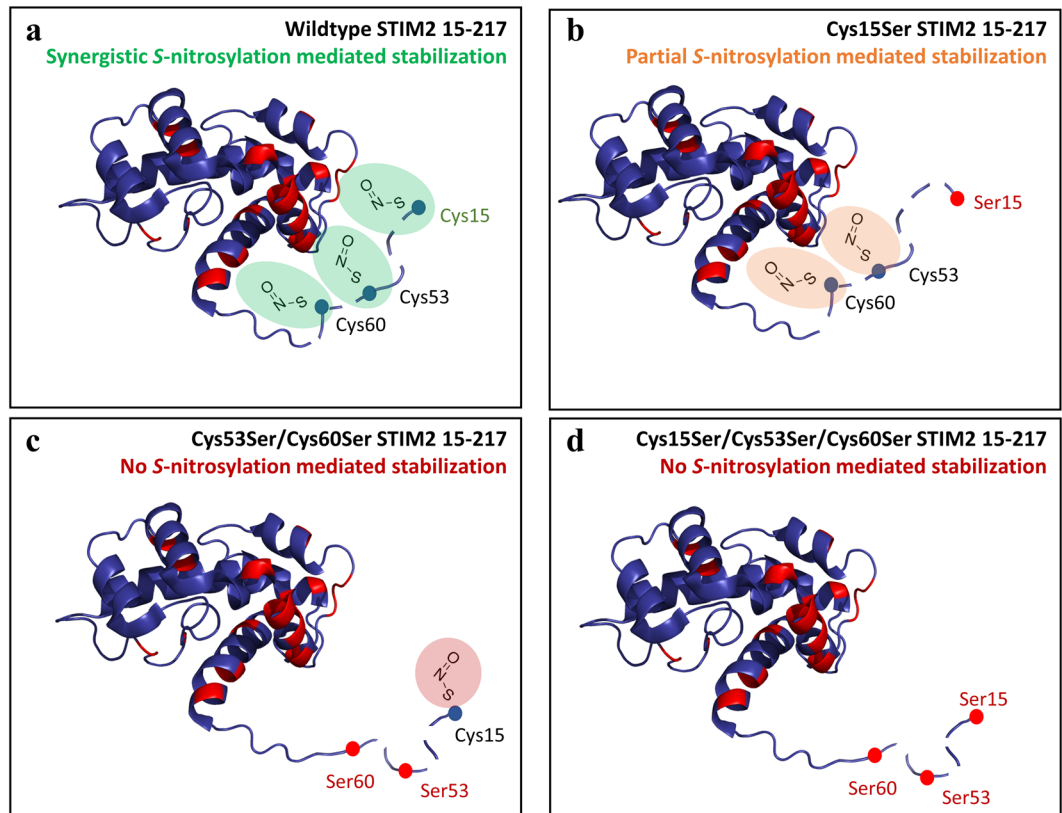 a
Wildtype STIM2 15-217
Synergistic S-nitrosylation mediated stabilization
O=N-S
Cys15
O=N-S
Cys53
O=N-S
Cys60
b
Cys15Ser STIM2 15-217
Partial S-nitrosylation mediated stabilization
Ser15
O=N-S
Cys53
O=N-S
Cys60
c
Cys53Ser/Cys60Ser STIM2 15-217
No S-nitrosylation mediated stabilization
O=N-S
Cys15
Ser60
Ser53
d
Cys15Ser/Cys53Ser/Cys60Ser STIM2 15-217
No S-nitrosylation mediated stabilization
Ser15
Ser60
Ser53